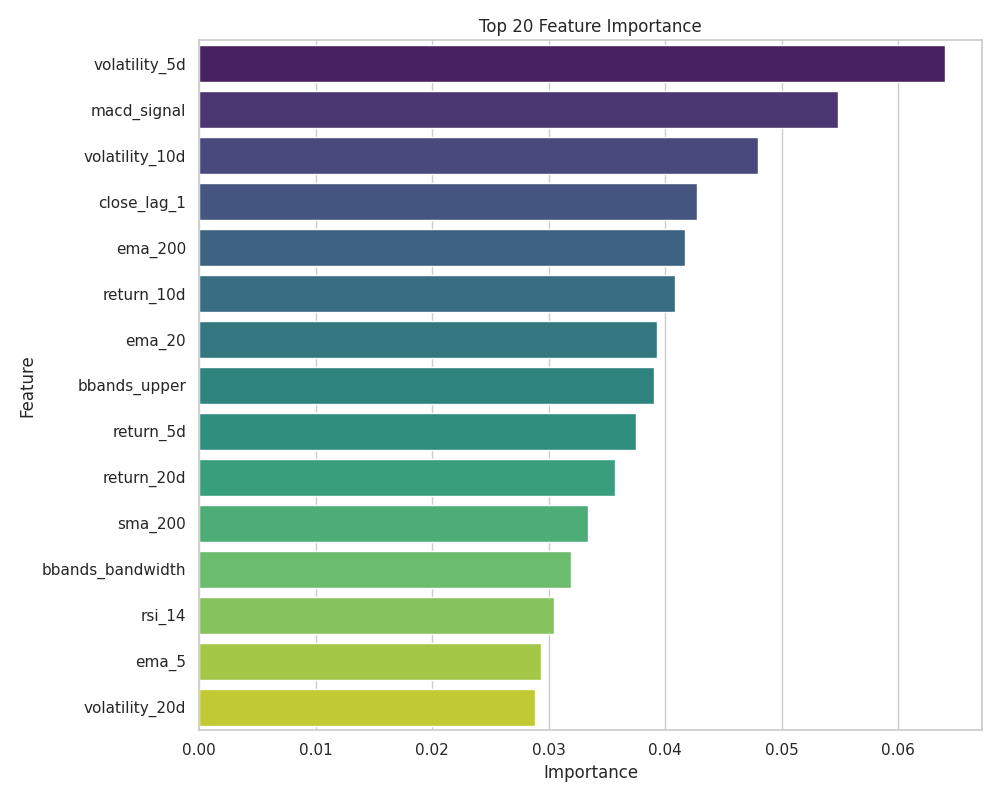 Top 20 Feature Importance
Feature
volatility_5d
macd_signal
volatility_10d
close_lag_1
ema_200
return_10d
ema_20
bbands_upper
return_5d
return_20d
sma_200
bbands_bandwidth
rsi_14
ema_5
volatility_20d
0.00 0.01 0.02 0.03 0.04 0.05 0.06
Importance